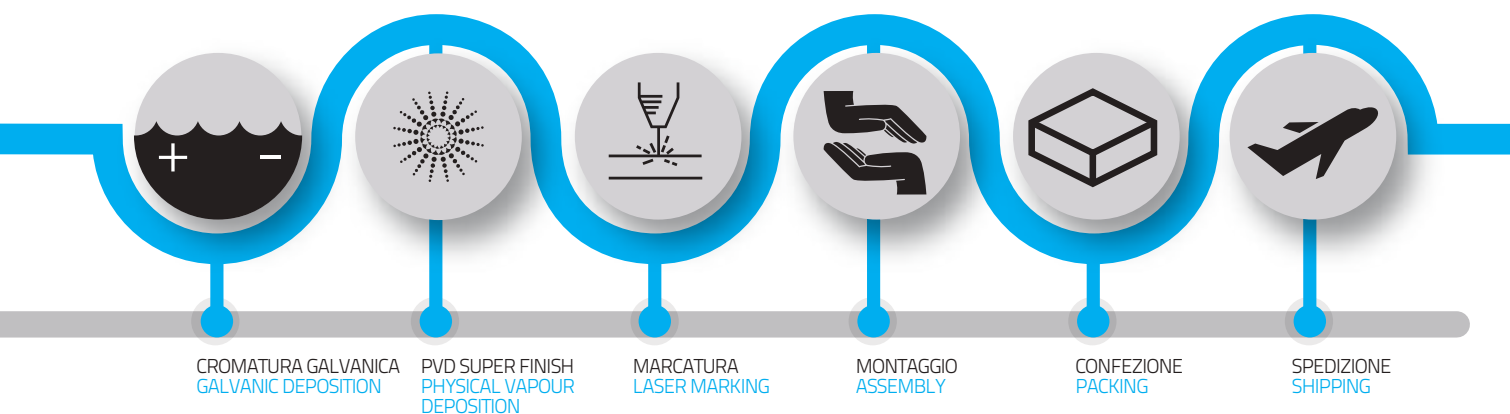 CROMATURA GALVANICA
GALVANIC DEPOSITION
PVD SUPER FINISH
PHYSICAL VAPOUR
DEPOSITION
MARCATURA
LASER MARKING
MONTAGGIO
ASSEMBLY
CONFEZIONE
PACKING
SPEDIZIONE
SHIPPING